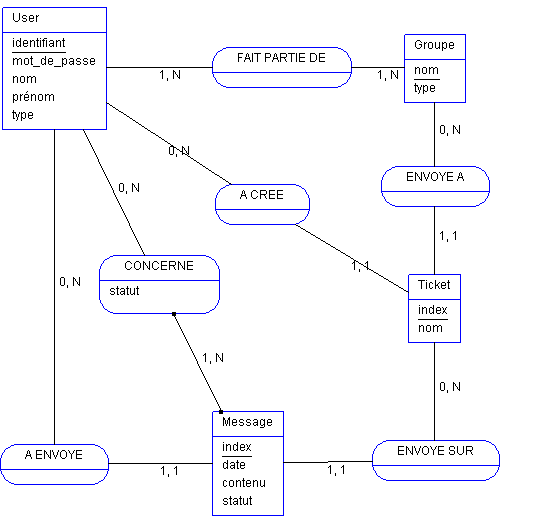 User
identifiant
mot_de_passe
nom
prénom
type
FAIT PARTIE DE
1, N
1, N
Groupe
nom
type
0, N
0, N
ENVOYE A
0, N
A CREE
1, 1
1, 1
CONCERNE
statut
Ticket
index
nom
0, N
1, N
0, N
Message
index
date
contenu
statut
A ENVOYE
1, 1
1, 1
ENVOYE SUR